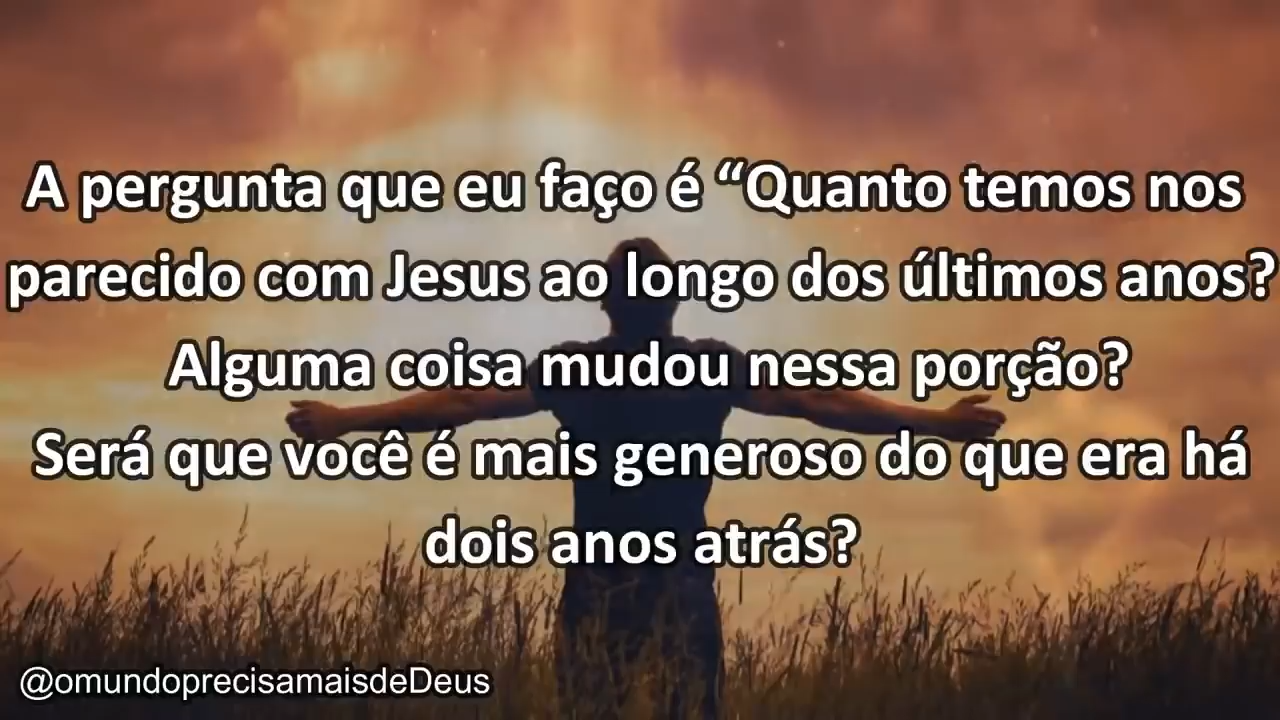 A pergunta que eu faço é “Quanto temos nos
parecido com Jesus ao longo dos últimos anos?
Alguma coisa mudou nessa porção?
Será que você é mais generoso do que era há
dois anos atrás?
@omundoprecisamaisdeDeus